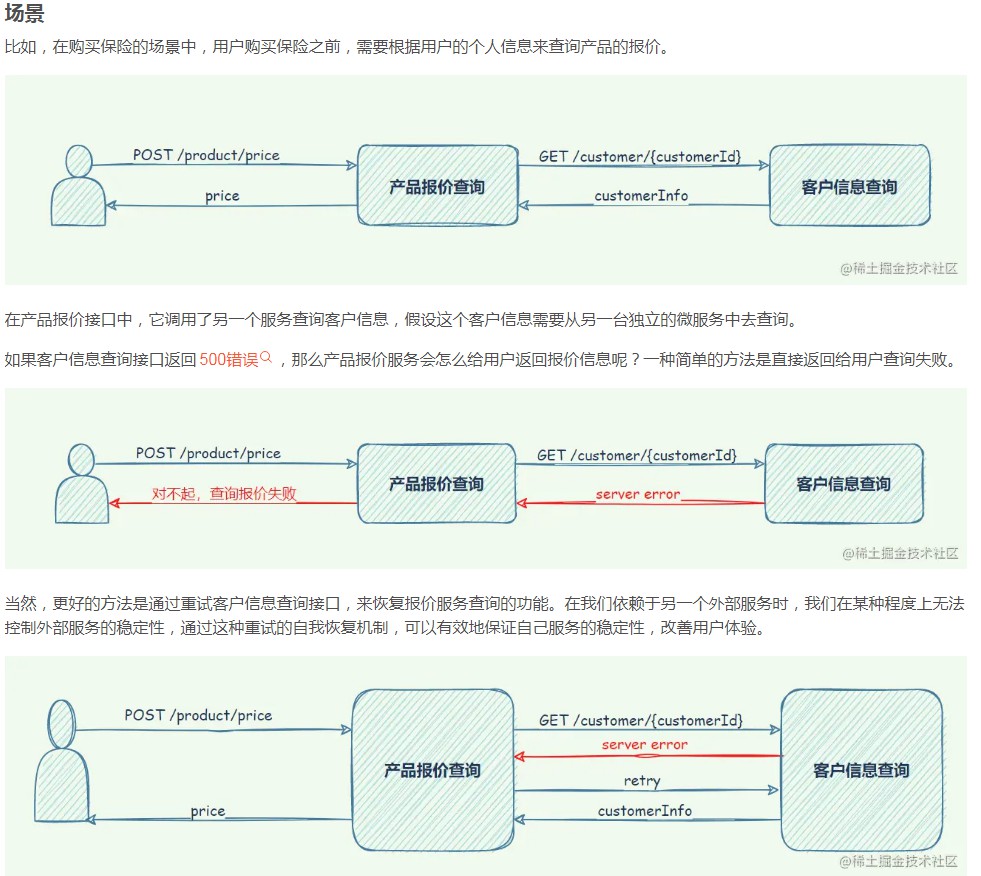 场景
比如，在购买保险的场景中，用户购买保险之前，需要根据用户的个人信息来查询产品的报价。
POST /product/price
GET /customer/{customerId}
产品报价查询
客户信息查询
price
customerInfo
@稀土掘金技术社区
在产品报价接口中，它调用了另一个服务查询客户信息，假设这个客户信息需要从另一台独立的微服务中去查询。
如果客户信息查询接口返回500错误，那么产品报价服务会怎么给用户返回报价信息呢？一种简单的方法是直接返回给用户查询失败。
POST /product/price
GET /customer/{customerId}
产品报价查询
客户信息查询
对不起，查询报价失败
server error
@稀土掘金技术社区
当然，更好的方法是通过重试客户信息查询接口，来恢复报价服务查询的功能。在我们依赖于另一个外部服务时，我们在某种程度上无法
控制外部服务的稳定性，通过这种重试的自我恢复机制，可以有效地保证自己服务的稳定性，改善用户体验。
POST /product/price
GET /customer/{customerId}
server error
产品报价查询
客户信息查询
retry
price
customerInfo
@稀土掘金技术社区